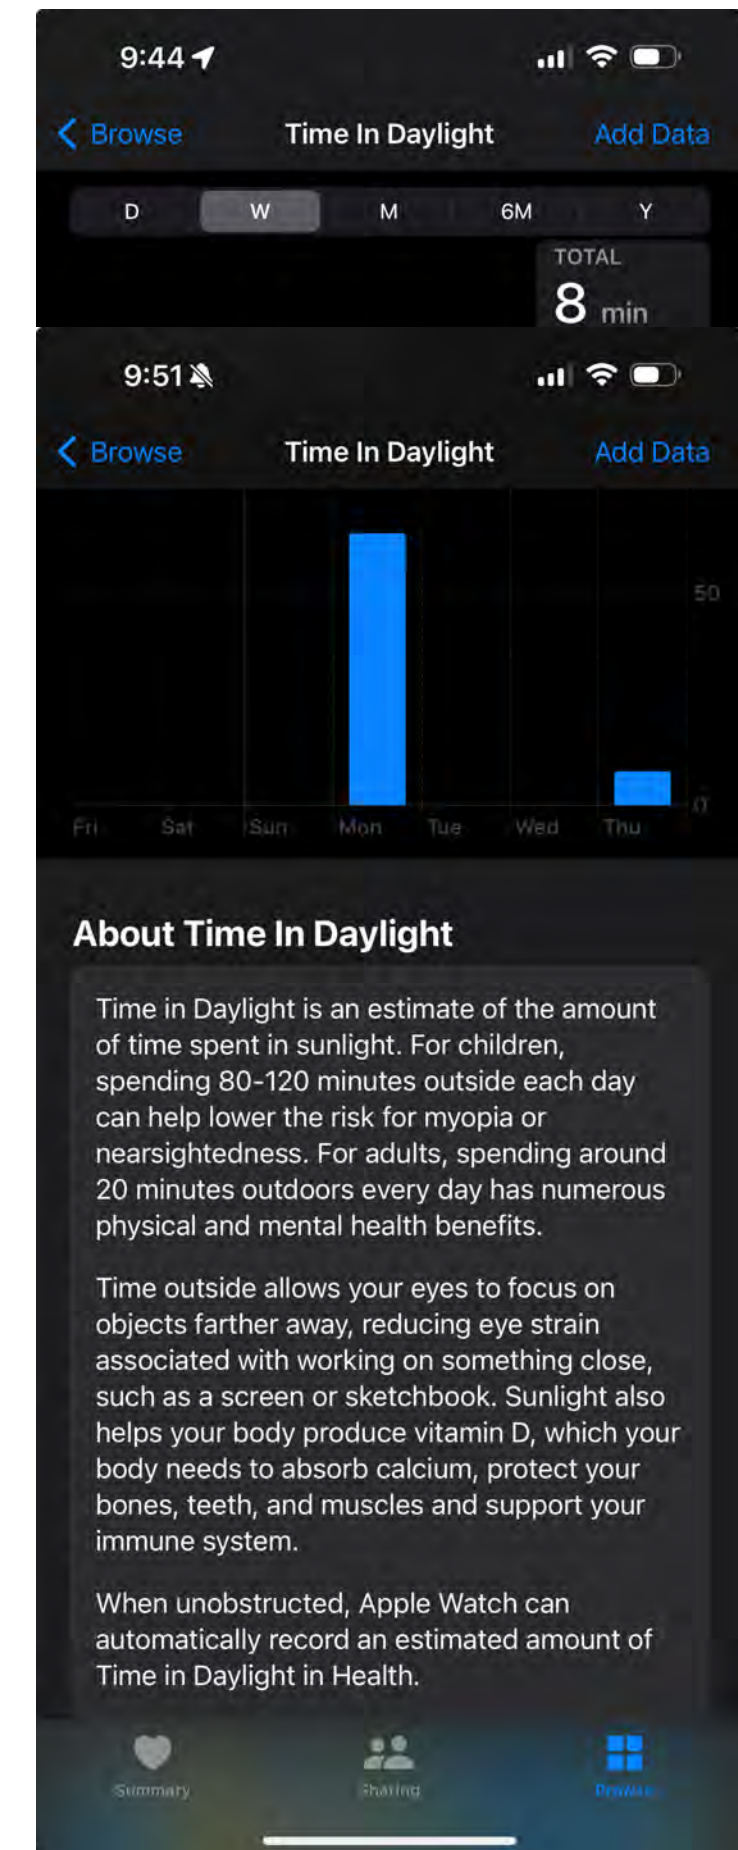 9:44
Browse Time In Daylight Add Data
D W M 6M Y
TOTAL
8 min
9:51
Browse Time In Daylight Add Data
50
0
Fri Sat Sun Mon Tue Wed Thu
About Time In Daylight
Time in Daylight is an estimate of the amount
of time spent in sunlight. For children,
spending 80-120 minutes outside each day
can help lower the risk for myopia or
nearsightedness. For adults, spending around
20 minutes outdoors every day has numerous
physical and mental health benefits.
Time outside allows your eyes to focus on
objects farther away, reducing eye strain
associated with working on something close,
such as a screen or sketchbook. Sunlight also
helps your body produce vitamin D, which your
body needs to absorb calcium, protect your
bones, teeth, and muscles and support your
immune system.
When unobstructed, Apple Watch can
automatically record an estimated amount of
Time in Daylight in Health.
Summary Sharing Browse